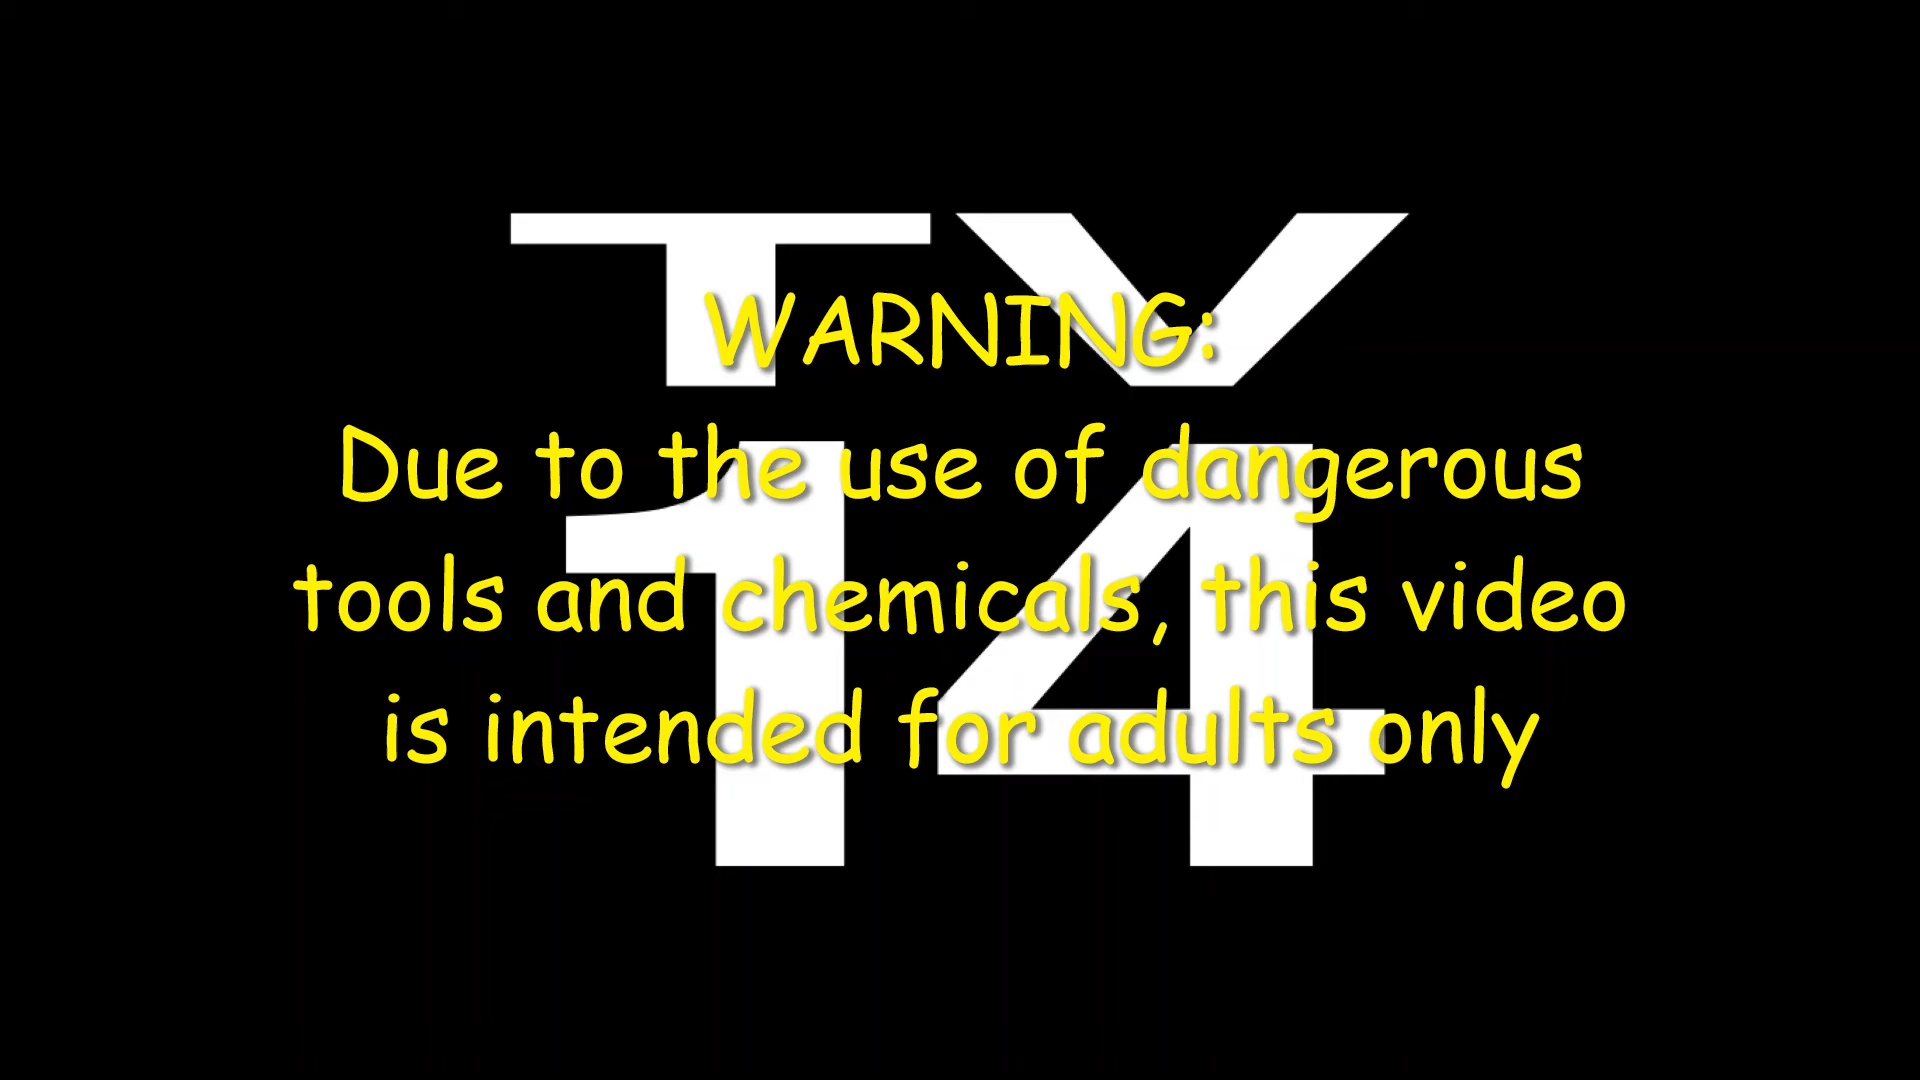 TV
14
WARNING:
Due to the use of dangerous
tools and chemicals, this video
is intended for adults only